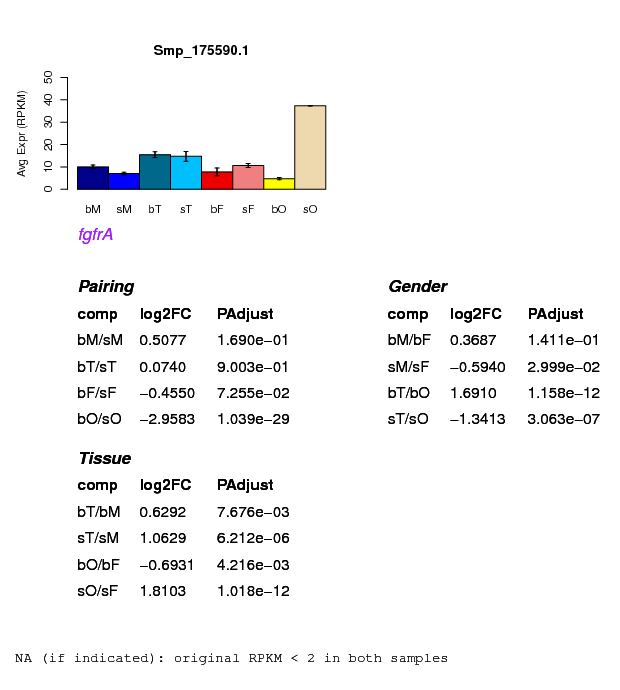 Smp_175590.1
Avg Expr (RPKM)
50
40
30
20
10
0
bM sM bT sT bF sF bO sO
fgfrA
Pairing
comp log2FC PAdjust
bM/sM 0.5077 1.690e−01
bT/sT 0.0740 9.003e−01
bF/sF −0.4550 7.255e−02
bO/sO −2.9583 1.039e−29
Gender
comp log2FC PAdjust
bM/bF 0.3687 1.411e−01
sM/sF −0.5940 2.999e−02
bT/bO 1.6910 1.158e−12
sT/sO −1.3413 3.063e−07
Tissue
comp log2FC PAdjust
bT/bM 0.6292 7.676e−03
sT/sM 1.0629 6.212e−06
bO/bF −0.6931 4.216e−03
sO/sF 1.8103 1.018e−12
NA (if indicated): original RPKM < 2 in both samples